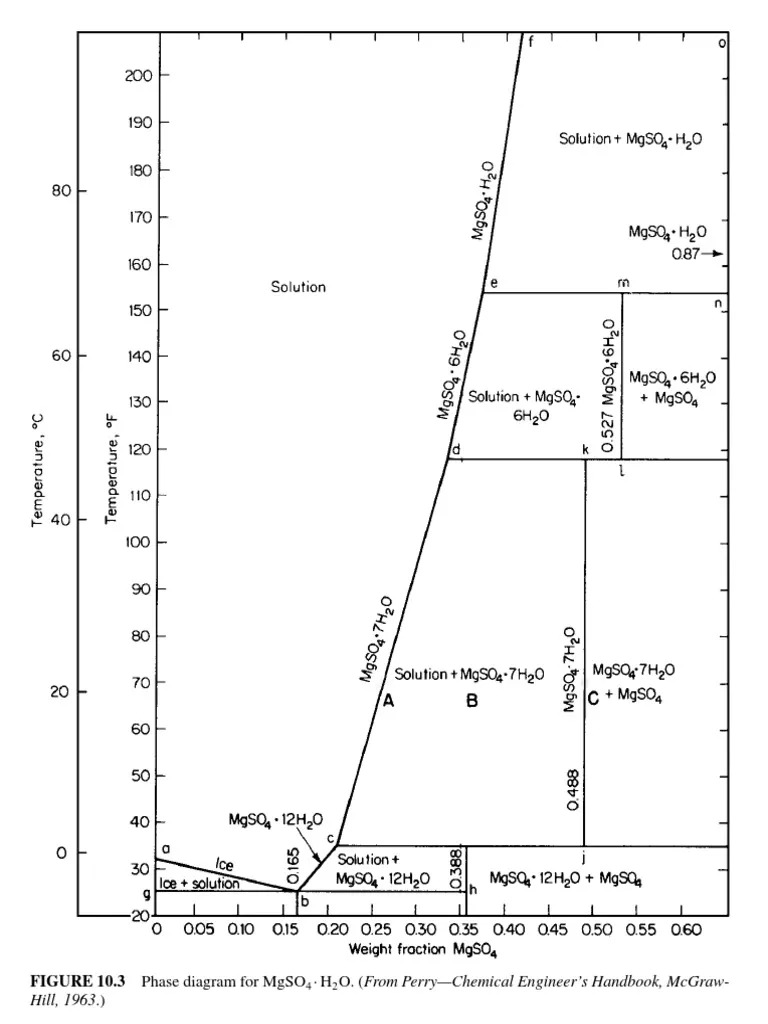 f
o
200
190
Solution + MgSO₄· H₂O
180
80
MgSO₄· H₂O
170
MgSO₄· H₂O
0.87
160
Solution
e
m
n
150
60
140
MgSO₄· 6H₂O
0.527 MgSO₄·6H₂O
Solution + MgSO₄·
6H₂O
MgSO₄· 6H₂O
+ MgSO₄
130
Temperature, °C
Temperature, °F
120
d
k
l
110
40
100
90
80
MgSO₄·7H₂O
MgSO₄·7H₂O
Solution + MgSO₄·7H₂O
MgSO₄·7H₂O
+ MgSO₄
70
20
A
B
C
60
50
0.488
40
MgSO₄·12H₂O
c
a
0
Ice
0.165
Solution +
MgSO₄· 12H₂O
0.388
j
MgSO₄· 12H₂O + MgSO₄
30
Ice + solution
g
h
b
20
0 0.05 0.10 0.15 0.20 0.25 0.30 0.35 0.40 0.45 0.50 0.55 0.60
Weight fraction MgSO₄
FIGURE 10.3 Phase diagram for MgSO₄ · H₂O. (From Perry—Chemical Engineer's Handbook, McGraw-
Hill, 1963.)